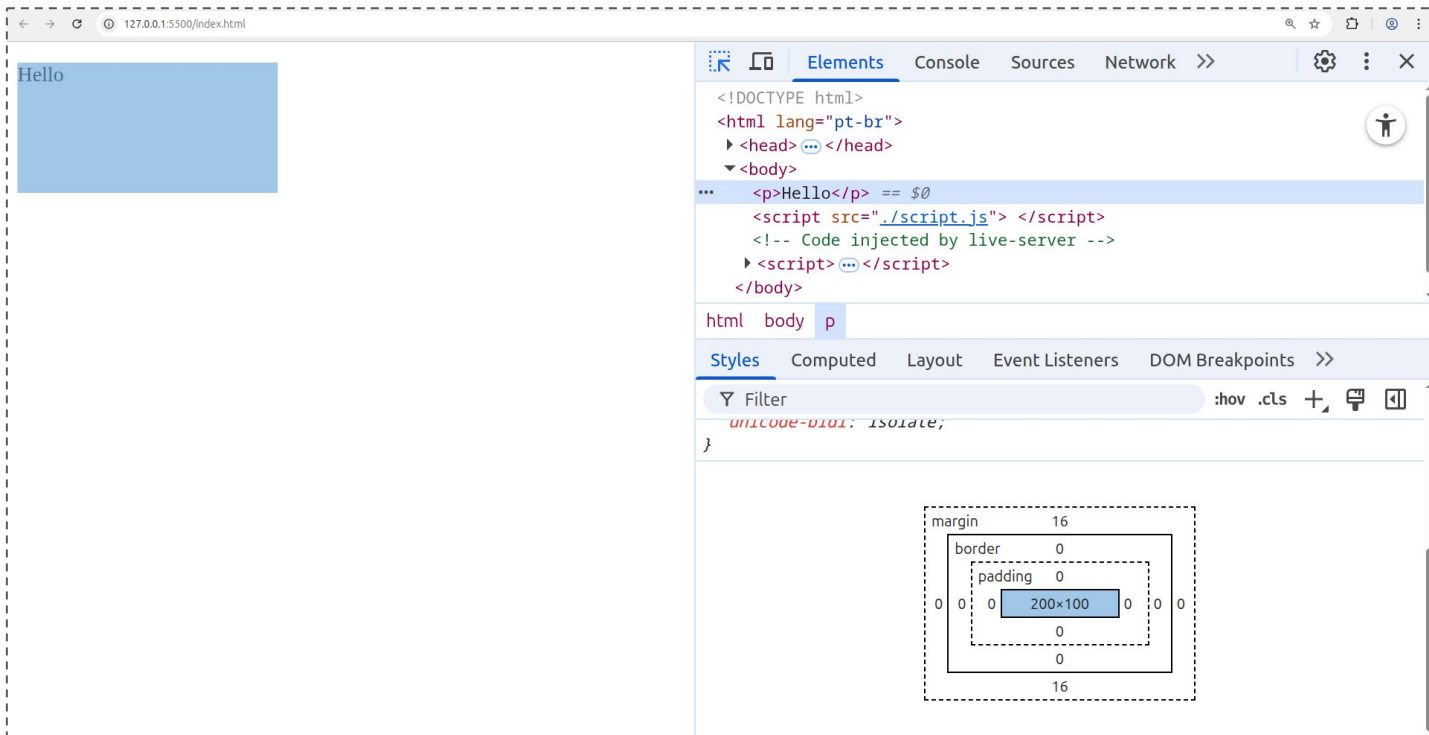 127.0.0.1:5500/index.html
Hello
Elements Console Sources Network
<!DOCTYPE html>
<html lang="pt-br">
<head> </head>
<body>
<p>Hello</p> == $0
<script src="./script.js"> </script>
<!-- Code injected by live-server -->
<script> </script>
</body>
html body p
Styles Computed Layout Event Listeners DOM Breakpoints
Filter :hov .cls
unicode-bidi: isolate;
}
margin 16
border 0
padding 0
0 0 0 200×100 0 0 0
0
0
16